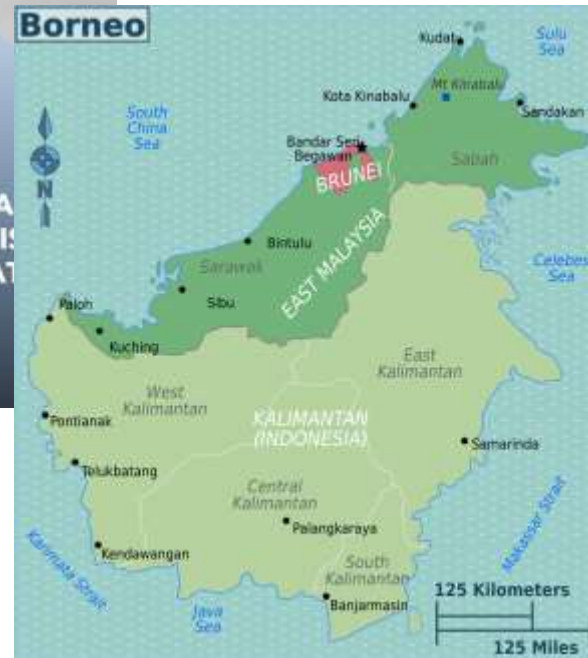 Borneo
Kudat
Sulu
Sea
Mt Kinabalu
Kota Kinabalu
Sandakan
South
China
Sea
Bandar Seri
Begawan
Sabah
BRUNEI
N
Bintulu
EAST MALAYSIA
Celebes
Sea
Sarawak
Sibu
Paloh
Kuching
East
Kalimantan
West
Kalimantan
KALIMANTAN
(INDONESIA)
Pontianak
Samarinda
Telukbatang
Central
Kalimantan
Makassar Strait
Palangkaraya
Karimata Strait
Kendawangan
South
Kalimantan
Banjarmasin
Java
Sea
125 Kilometers
125 Miles